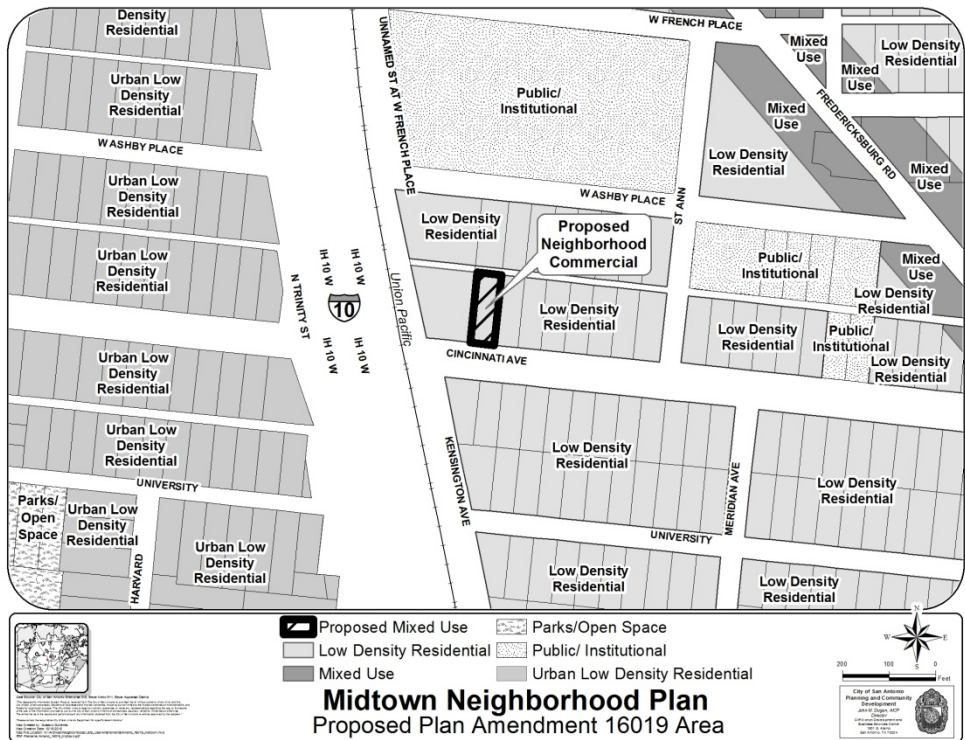 Density
Residential
Urban Low
Density
Residential
W ASHBY PLACE
Urban Low
Density
Residential
Urban Low
Density
Residential
Urban Low
Density
Residential
Urban Low
Density
Residential
UNIVERSITY
Parks/
Open
Space
Urban Low
Density
Residential
HARVARD
Urban Low
Density
Residential
N TRINITY ST
IH 10 W
IH 10 W
10
IH 10 W
IH 10 W
Union Pacific
UNNAMED ST AT W FRENCH PLACE
W FRENCH PLACE
Public/
Institutional
W ASHBY PLACE
ST ANN
Low Density
Residential
Proposed
Neighborhood
Commercial
Low Density
Residential
CINCINNATI AVE
Mixed
Use
Mixed
Use
Low Density
Residential
Mixed
Use
FREDERICKSBURG RD
Low Density
Residential
Mixed
Use
Public/
Institutional
Mixed
Use
Low Density
Residential
Low Density
Residential
Public/
Institutional
Low Density
Residential
KENSINGTON AVE
Low Density
Residential
MERIDIAN AVE
Low Density
Residential
UNIVERSITY
Low Density
Residential
Low Density
Residential
Proposed Mixed Use
Low Density Residential
Mixed Use
Parks/Open Space
Public/ Institutional
Urban Low Density Residential
Midtown Neighborhood Plan
Proposed Plan Amendment 16019 Area
N
W
E
S
200 100 0
Feet
City of San Antonio
Planning and Community
Development